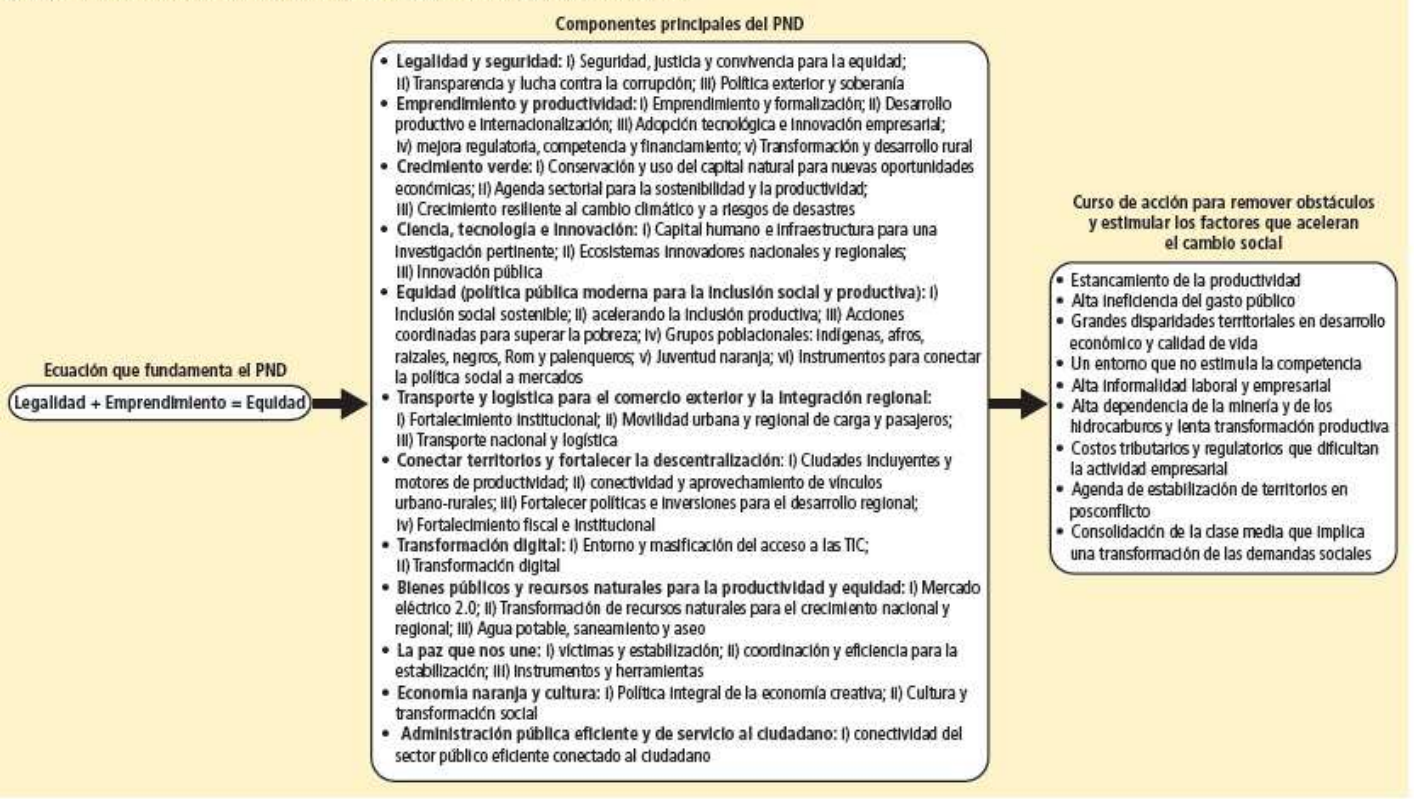 Componentes principales del PND
• Legalidad y seguridad: i) Seguridad, justicia y convivencia para la equidad;
ii) Transparencia y lucha contra la corrupción; iii) Política exterior y soberanía
• Emprendimiento y productividad: i) Emprendimiento y formalización; ii) Desarrollo
productivo e internacionalización; iii) Adopción tecnológica e innovación empresarial;
iv) mejora regulatoria, competencia y financiamiento; v) Transformación y desarrollo rural
• Crecimiento verde: i) Conservación y uso del capital natural para nuevas oportunidades
económicas; ii) Agenda sectorial para la sostenibilidad y la productividad;
iii) Crecimiento resiliente al cambio climático y a riesgos de desastres
• Ciencia, tecnología e innovación: i) Capital humano e infraestructura para una
investigación pertinente; ii) Ecosistemas innovadores nacionales y regionales;
iii) Innovación pública
• Equidad (política pública moderna para la inclusión social y productiva): i)
Inclusión social sostenible; ii) acelerando la inclusión productiva; iii) Acciones
coordinadas para superar la pobreza; iv) Grupos poblacionales: indígenas, afros,
raizales, negros, Rom y palenqueros; v) Juventud naranja; vi) Instrumentos para conectar
la política social a mercados
• Transporte y logística para el comercio exterior y la integración regional:
i) Fortalecimiento institucional; ii) Movilidad urbana y regional de carga y pasajeros;
iii) Transporte nacional y logística
• Conectar territorios y fortalecer la descentralización: i) Ciudades incluyentes y
motores de productividad; ii) conectividad y aprovechamiento de vínculos
urbano-rurales; iii) Fortalecer políticas e inversiones para el desarrollo regional;
iv) Fortalecimiento fiscal e institucional
• Transformación digital: i) Entorno y masificación del acceso a las TIC;
ii) Transformación digital
• Bienes públicos y recursos naturales para la productividad y equidad: i) Mercado
eléctrico 2.0; ii) Transformación de recursos naturales para el crecimiento nacional y
regional; iii) Agua potable, saneamiento y aseo
• La paz que nos une: i) víctimas y estabilización; ii) coordinación y eficiencia para la
estabilización; iii) instrumentos y herramientas
• Economía naranja y cultura: i) Política integral de la economía creativa; ii) Cultura y
transformación social
• Administración pública eficiente y de servicio al ciudadano: i) conectividad del
sector público eficiente conectado al ciudadano
Ecuación que fundamenta el PND
Legalidad + Emprendimiento = Equidad
Curso de acción para remover obstáculos
y estimular los factores que aceleran
el cambio social
• Estancamiento de la productividad
• Alta ineficiencia del gasto público
• Grandes disparidades territoriales en desarrollo
económico y calidad de vida
• Un entorno que no estimula la competencia
• Alta informalidad laboral y empresarial
• Alta dependencia de la minería y de los
hidrocarburos y lenta transformación productiva
• Costos tributarios y regulatorios que dificultan
la actividad empresarial
• Agenda de estabilización de territorios en
posconflicto
• Consolidación de la clase media que implica
una transformación de las demandas sociales